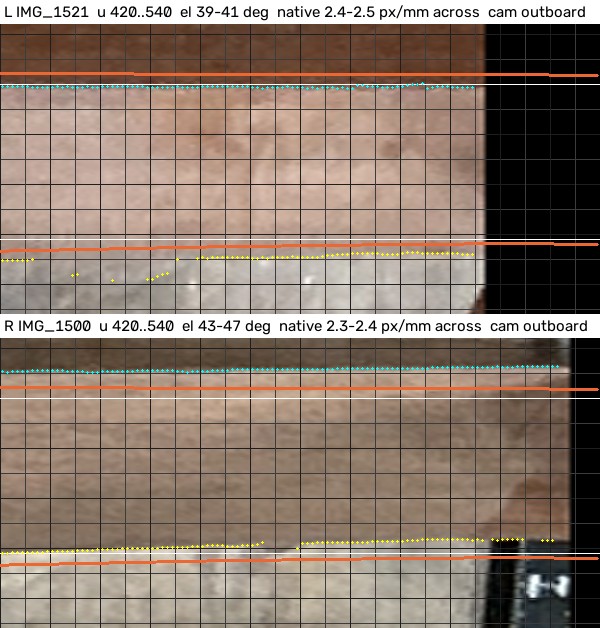 L IMG_1521 u 420..540 el 39-41 deg native 2.4-2.5 px/mm across cam outboard
R IMG_1500 u 420..540 el 43-47 deg native 2.3-2.4 px/mm across cam outboard